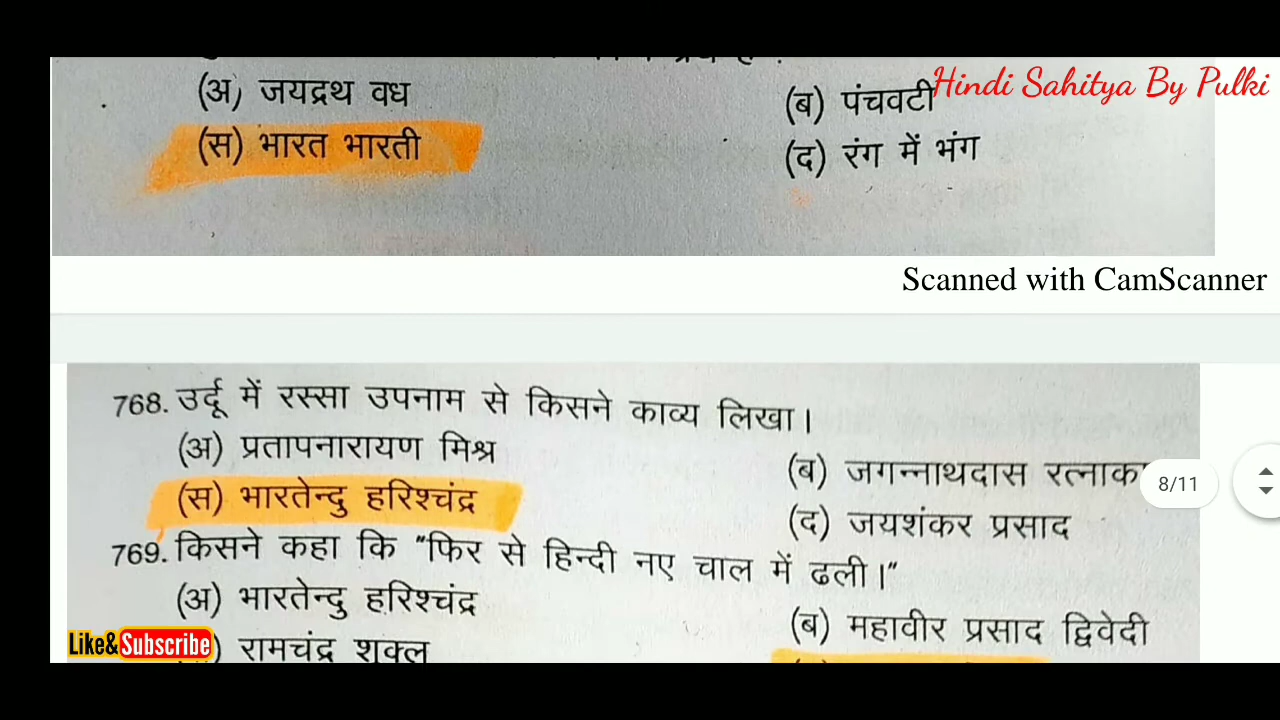 (अ) जयद्रथ वध
(ब) पंचवटी
Hindi Sahitya By Pulki
(स) भारत भारती
(द) रंग में भंग
Scanned with CamScanner
768. उर्दू में रस्सा उपनाम से किसने काव्य लिखा।
(अ) प्रतापनारायण मिश्र
(ब) जगन्नाथदास रत्नाक
(स) भारतेन्दु हरिश्चंद्र
(द) जयशंकर प्रसाद
8/11
769. किसने कहा कि "फिर से हिन्दी नए चाल में ढली।"
(अ) भारतेन्दु हरिश्चंद्र
(ब) महावीर प्रसाद द्विवेदी
) रामचंद्र शुक्ल
Like& Subscribe